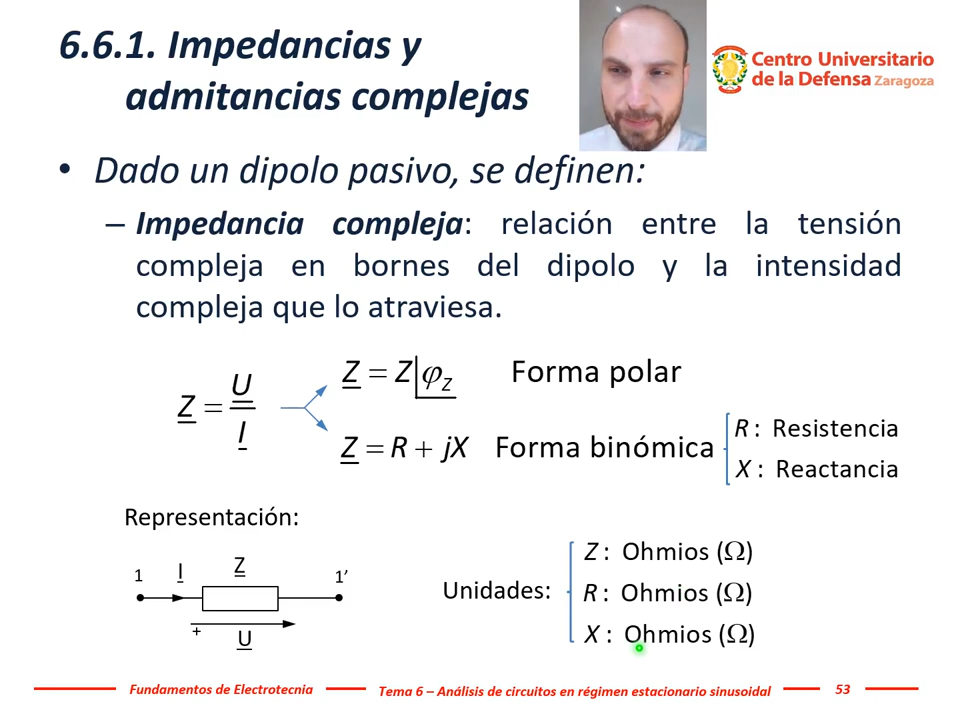 6.6.1. Impedancias y
admitancias complejas
Centro Universitario
de la Defensa Zaragoza
• Dado un dipolo pasivo, se definen:
– Impedancia compleja: relación entre la tensión
compleja en bornes del dipolo y la intensidad
compleja que lo atraviesa.
Z = U / I
Z = Z|φZ Forma polar
Z = R + jX Forma binómica
R : Resistencia
X : Reactancia
Representación:
1 I Z 1’
+ U
Unidades:
Z : Ohmios (Ω)
R : Ohmios (Ω)
X : Ohmios (Ω)
Fundamentos de Electrotecnia
Tema 6 – Análisis de circuitos en régimen estacionario sinusoidal
53